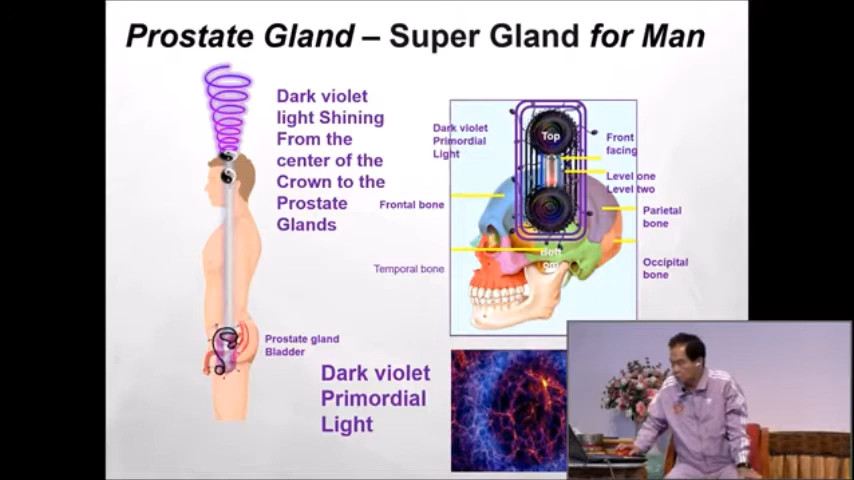 Prostate Gland – Super Gland for Man
Dark violet
light Shining
From the
center of the
Crown to the
Prostate
Glands
Prostate gland
Bladder
Dark violet
Primordial
Light
Dark violet
Primordial
Light
Top
Front
facing
Level one
Level two
Frontal bone
Parietal
bone
Temporal bone
Occipital
bone